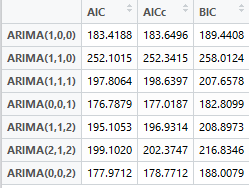 AIC AICc BIC
ARIMA(1,0,0) 183.4188 183.6496 189.4408
ARIMA(1,1,0) 252.1015 252.3415 258.0124
ARIMA(1,1,1) 197.8064 198.6397 207.6578
ARIMA(0,0,1) 176.7879 177.0187 182.8099
ARIMA(1,1,2) 195.1053 196.9314 208.8973
ARIMA(2,1,2) 199.1020 202.3747 216.8346
ARIMA(0,0,2) 177.9712 178.7712 188.0079